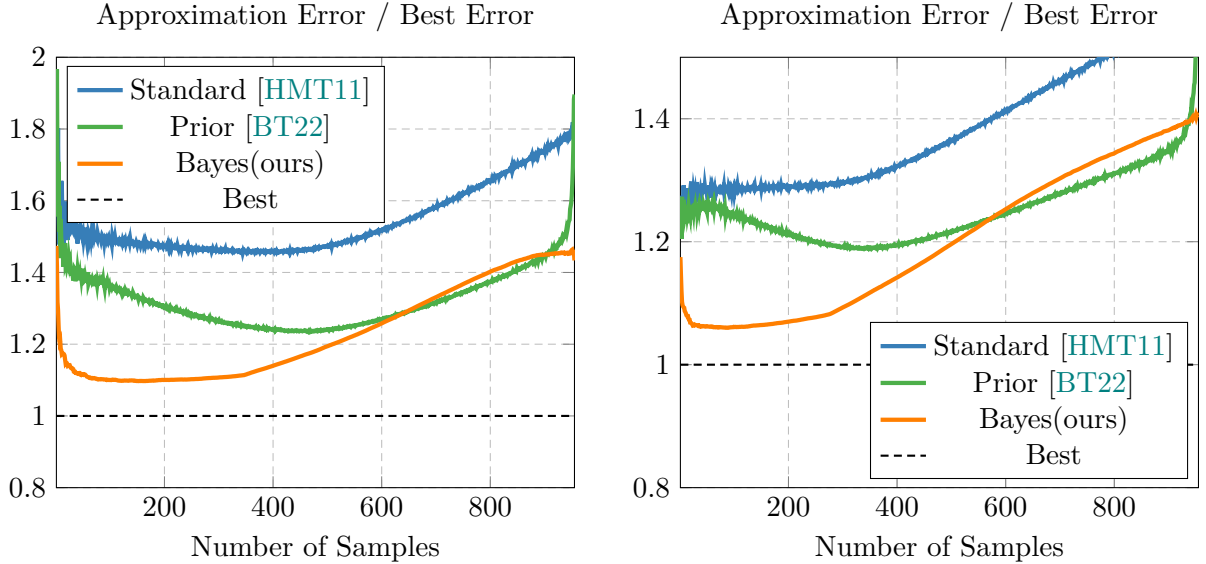 Approximation Error / Best Error
2
1.8
1.6
1.4
1.2
1
0.8
Standard [HMT11]
Prior [BT22]
Bayes(ours)
Best
200 400 600 800
Number of Samples
Approximation Error / Best Error
1.4
1.2
1
0.8
Standard [HMT11]
Prior [BT22]
Bayes(ours)
Best
200 400 600 800
Number of Samples